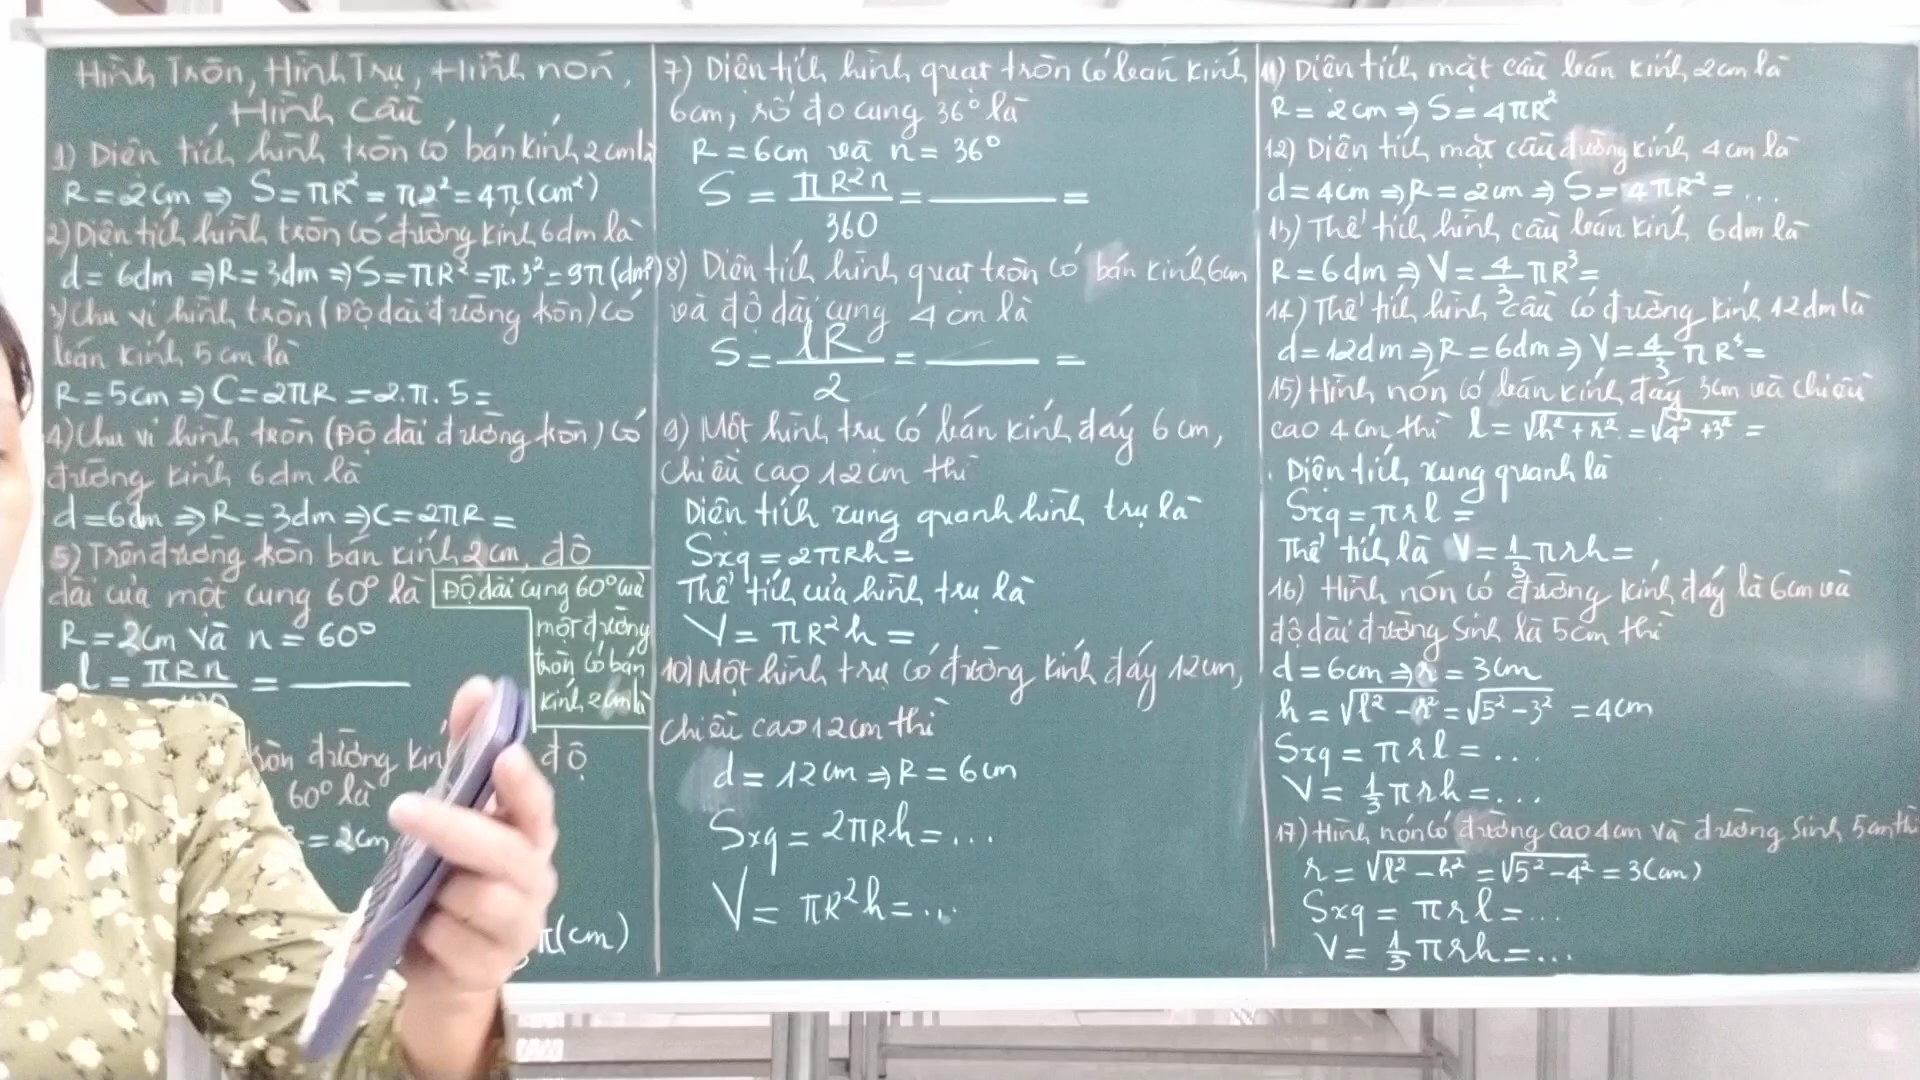 Hình Tròn, Hình Trụ, Hình nón,
Hình cầu
1) Diện tích hình tròn có bán kính 2cm là
R = 2cm ⇒ S = πR² = π2² = 4π(cm²)
2) Diện tích hình tròn có đường kính 6dm là
d = 6dm ⇒ R = 3dm ⇒ S = πR² = π.3² = 9π(dm²)
3) Chu vi hình tròn (Độ dài đường tròn) có
bán kính 5cm là
R = 5cm ⇒ C = 2πR = 2.π.5 =
4) Chu vi hình tròn (Độ dài đường tròn) có
đường kính 6dm là
d = 6dm ⇒ R = 3dm ⇒ C = 2πR =
5) Trên đường tròn bán kính 2cm, độ
dài của một cung 60° là
Độ dài cung 60° của
một đường
tròn có bán
kính 2cm là
R = 2cm và n = 60°
l = πRn/180 = ———
tròn đường kính độ
60° là
= 2cm
π(cm)
7) Diện tích hình quạt tròn có bán kính
6cm, số đo cung 36° là
R = 6cm và n = 36°
S = πR²n/360 = ——— =
8) Diện tích hình quạt tròn có bán kính 6cm
và độ dài cung 4cm là
S = lR/2 = ——— =
9) Một hình trụ có bán kính đáy 6cm,
chiều cao 12cm thì
Diện tích xung quanh hình trụ là
Sxq = 2πRh =
Thể tích của hình trụ là
V = πR²h =
10) Một hình trụ có đường kính đáy 12cm,
chiều cao 12cm thì
d = 12cm ⇒ R = 6cm
Sxq = 2πRh = ...
V = πR²h = ...
11) Diện tích mặt cầu bán kính 2cm là
R = 2cm ⇒ S = 4πR²
12) Diện tích mặt cầu đường kính 4cm là
d = 4cm ⇒ R = 2cm ⇒ S = 4πR² = ...
13) Thể tích hình cầu bán kính 6dm là
R = 6dm ⇒ V = 4/3 πR³ =
14) Thể tích hình cầu có đường kính 12dm là
d = 12dm ⇒ R = 6dm ⇒ V = 4/3 πR³ =
15) Hình nón có bán kính đáy 3cm và chiều
cao 4cm thì l = √(h² + r²) = √(4² + 3²) =
. Diện tích xung quanh là
Sxq = πrl =
Thể tích là V = 1/3 πrh =
16) Hình nón có đường kính đáy là 6cm và
độ dài đường sinh là 5cm thì
d = 6cm ⇒ r = 3cm
h = √(l² - r²) = √(5² - 3²) = 4cm
Sxq = πrl = ...
V = 1/3 πrh = ...
17) Hình nón có đường cao 4cm và đường sinh 5cm thì
r = √(l² - h²) = √(5² - 4²) = 3(cm)
Sxq = πrl = ...
V = 1/3 πrh = ...